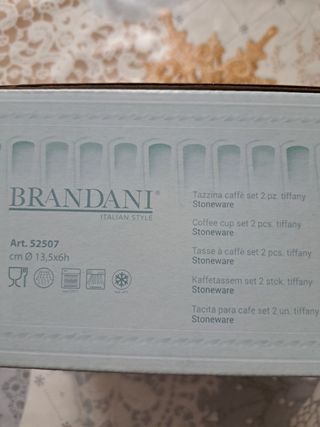 BRANDANI®
ITALIAN STYLE
Art. 52507
cm Ø 13,5x6h
Tazzina caffè set 2 pz. tiffany
Stoneware
Coffee cup set 2 pcs. tiffany
Stoneware
Tasse à caffè set 2 pcs. tiffany
Stoneware
Kaffetassem set 2 stck. tiffany
Stoneware
Tacita para cafe set 2 un. tiffany
Stoneware